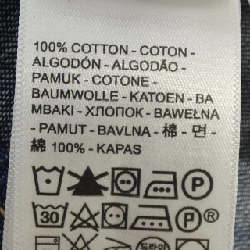 100% COTTON - COTON -
ALGODÓN - ALGODÃO -
PAMUK - COTONE -
BAUMWOLLE - KATOEN - BA
MBAKI - ХЛОПОК - BAWEŁNA
- PAMUT - BAVLNA - 棉 - 면 -
綿 100% - KAPAS
P
30 P®